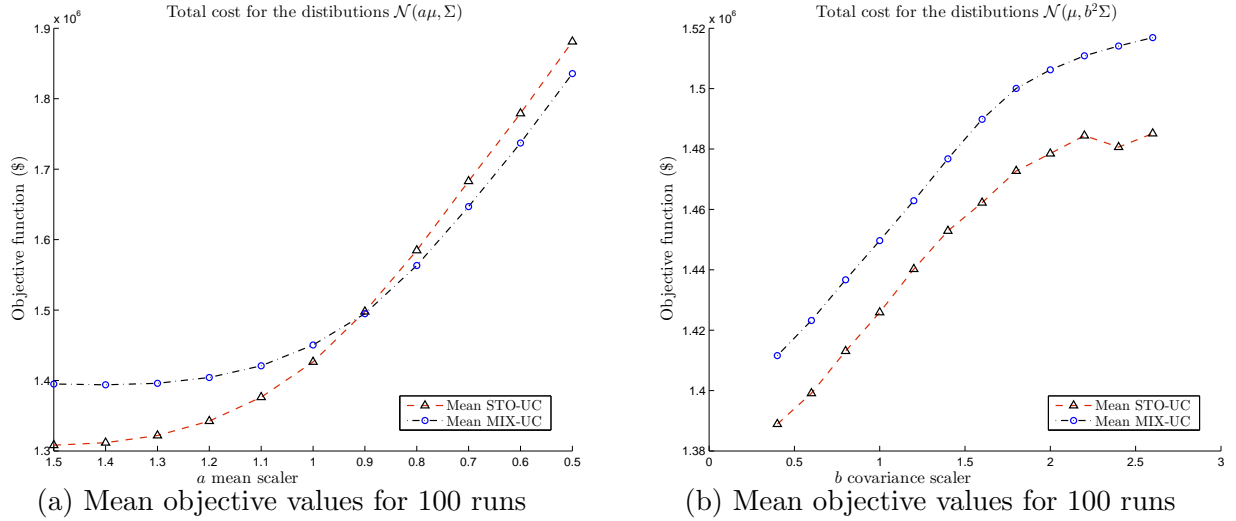 Total cost for the distibutions 𝒩(aμ, Σ)
x 10⁶
1.9
1.8
1.7
1.6
1.5
1.4
1.3
Objective function ($)
Mean STO-UC
Mean MIX-UC
1.5 1.4 1.3 1.2 1.1 1 0.9 0.8 0.7 0.6 0.5
a mean scaler
(a) Mean objective values for 100 runs
Total cost for the distibutions 𝒩(μ, b²Σ)
x 10⁶
1.52
1.5
1.48
1.46
1.44
1.42
1.4
1.38
Objective function ($)
Mean STO-UC
Mean MIX-UC
0 0.5 1 1.5 2 2.5 3
b covariance scaler
(b) Mean objective values for 100 runs